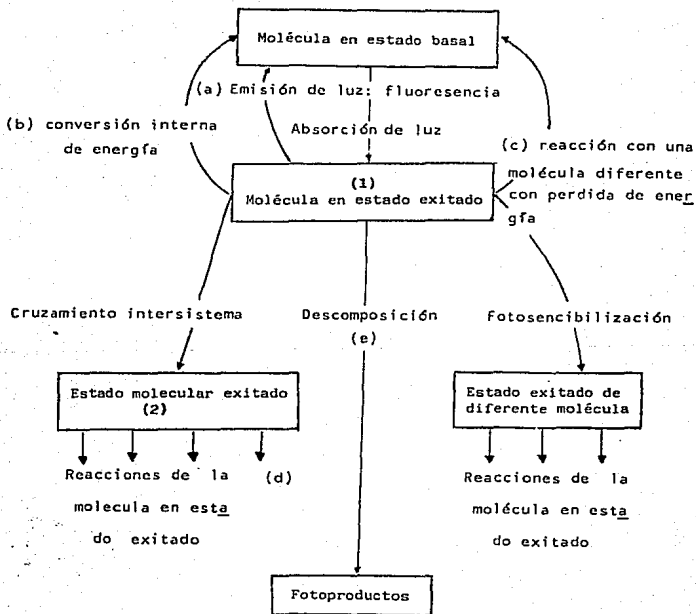 Molécula en estado basal
(a) Emisión de luz: fluoresencia
(b) conversión interna
de energía
Absorción de luz
(c) reacción con una
molécula diferente
con perdida de ener
gía
(1)
Molécula en estado exitado
Cruzamiento intersistema
Descomposición
(e)
Fotosencibilización
Estado molecular exitado
(2)
Estado exitado de
diferente molécula
Reacciones de la (d)
molecula en esta
do exitado
Reacciones de la
molécula en esta
do exitado
Fotoproductos